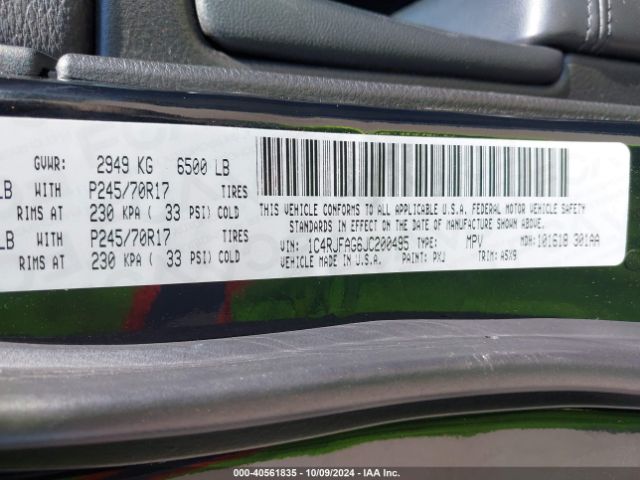 GVWR: 2949 KG 6500 LB
LB WITH P245/70R17 TIRES
RIMS AT 230 KPA ( 33 PSI) COLD
LB WITH P245/70R17 TIRES
RIMS AT 230 KPA ( 33 PSI) COLD
THIS VEHICLE CONFORMS TO ALL APPLICABLE U.S.A. FEDERAL MOTOR VEHICLE SAFETY
STANDARDS IN EFFECT ON THE DATE OF MANUFACTURE SHOWN ABOVE.
VIN: 1C4RJFAG6JC200495 TYPE: MPV MDH:101618 301AA
VEHICLE MADE IN U.S.A. PAINT: PXJ TRIM: A5X9
000-40561835 - 10/09/2024 - IAA Inc.